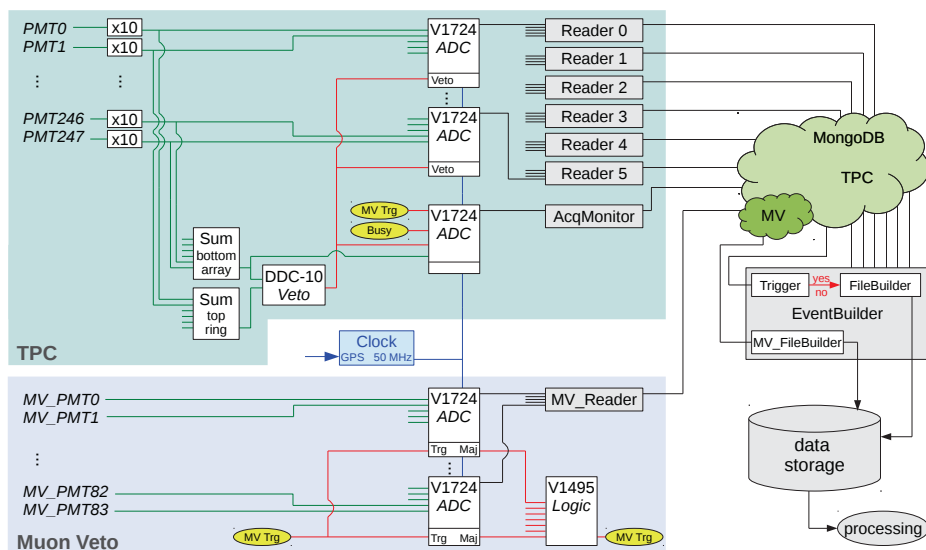 PMT0
x10
PMT1
x10
PMT246
x10
PMT247
x10
V1724
ADC
Veto
V1724
ADC
Veto
MV Trg
Busy
V1724
ADC
Sum
bottom
array
Sum
top
ring
DDC-10
Veto
TPC
Reader 0
Reader 1
Reader 2
Reader 3
Reader 4
Reader 5
AcqMonitor
MongoDB
TPC
MV
Trigger
yes
no
FileBuilder
EventBuilder
MV_FileBuilder
Clock
GPS 50 MHz
MV_PMT0
MV_PMT1
MV_PMT82
MV_PMT83
V1724
ADC
Trg Maj
V1724
ADC
Trg Maj
MV_Reader
V1495
Logic
MV Trg
MV Trg
Muon Veto
data
storage
processing